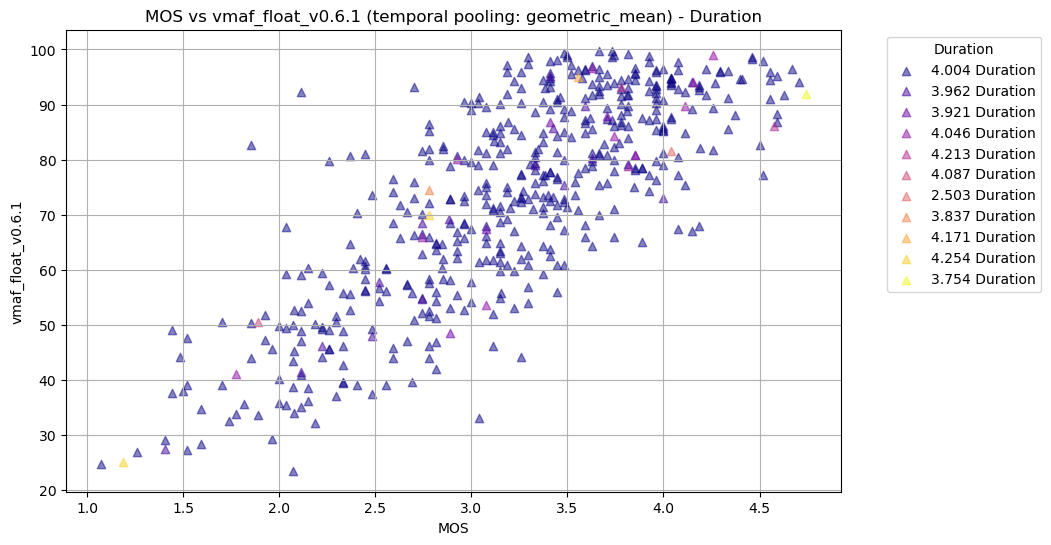 MOS vs vmaf_float_v0.6.1 (temporal pooling: geometric_mean) - Duration
vmaf_float_v0.6.1
100
90
80
70
60
50
40
30
20
1.0 1.5 2.0 2.5 3.0 3.5 4.0 4.5
MOS
Duration
4.004 Duration
3.962 Duration
3.921 Duration
4.046 Duration
4.213 Duration
4.087 Duration
2.503 Duration
3.837 Duration
4.171 Duration
4.254 Duration
3.754 Duration